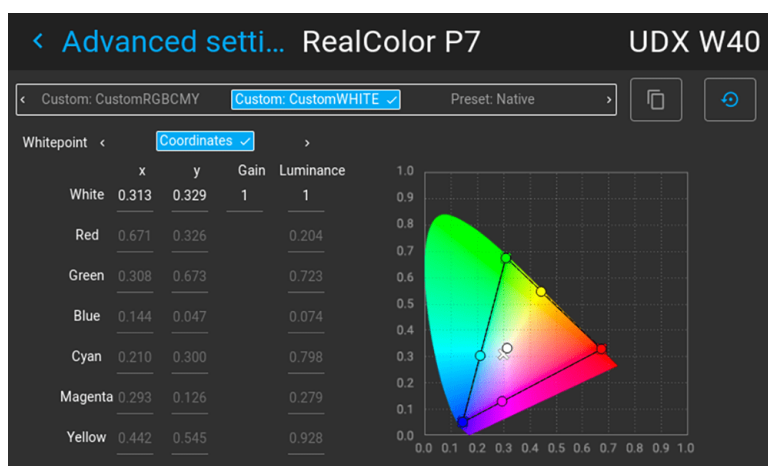 ‹ Advanced setti... RealColor P7 UDX W40
‹ Custom: CustomRGBCMY Custom: CustomWHITE ✓ Preset: Native ›
Whitepoint ‹ Coordinates ✓ ›
x y Gain Luminance
White 0.313 0.329 1 1
Red 0.671 0.326 0.204
Green 0.308 0.673 0.723
Blue 0.144 0.047 0.074
Cyan 0.210 0.300 0.798
Magenta 0.293 0.126 0.279
Yellow 0.442 0.545 0.928
1.0
0.9
0.8
0.7
0.6
0.5
0.4
0.3
0.2
0.1
0.0
0.0 0.1 0.2 0.3 0.4 0.5 0.6 0.7 0.8 0.9 1.0